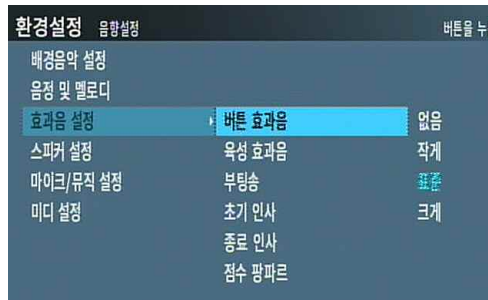 환경설정 음향설정 버튼을 누
배경음악 설정
음정 및 멜로디
효과음 설정 버튼 효과음 없음
스피커 설정 육성 효과음 작게
마이크/뮤직 설정 부팅송 표준
미디 설정 초기 인사 크게
종료 인사
점수 팡파르